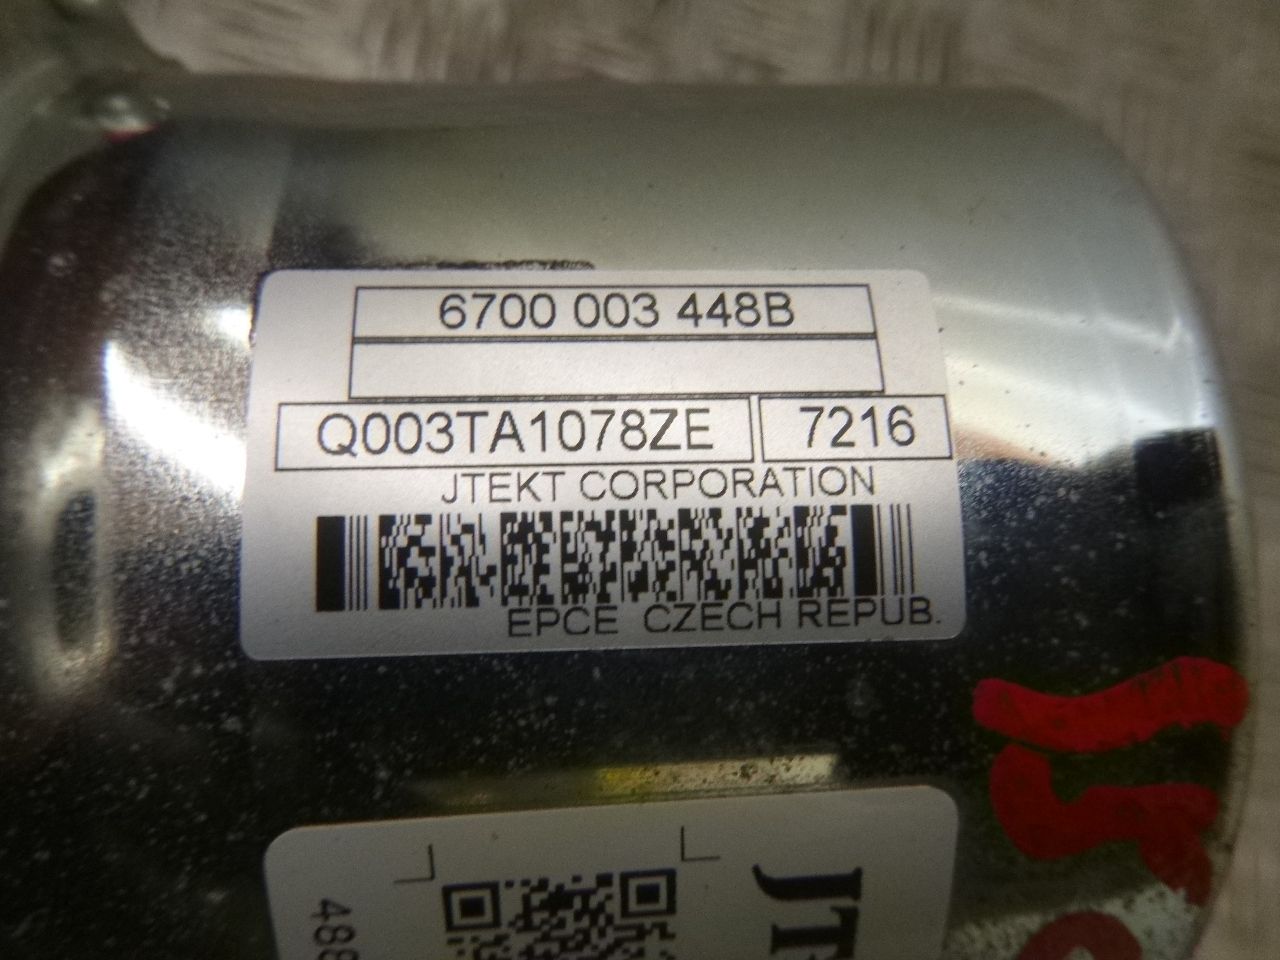 6700 003 448B
Q003TA1078ZE 7216
JTEKT CORPORATION
EPCE CZECH REPUB.